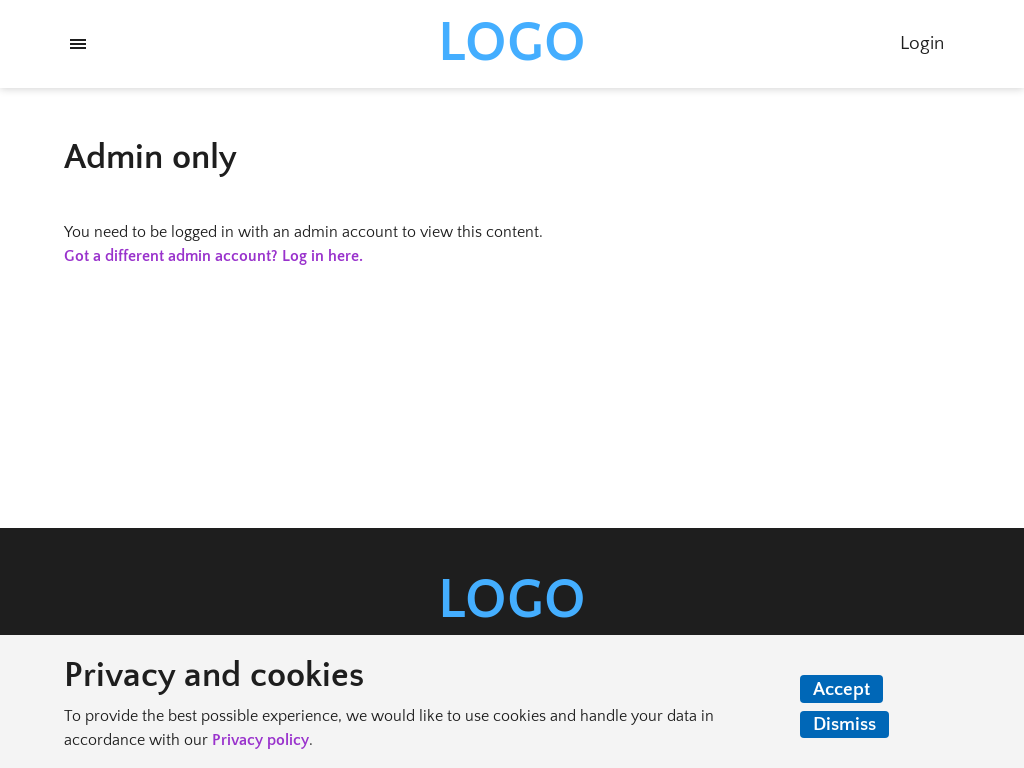 LOGO
Login
Admin only
You need to be logged in with an admin account to view this content.
Got a different admin account? Log in here.
LOGO
Privacy and cookies
To provide the best possible experience, we would like to use cookies and handle your data in
accordance with our Privacy policy.
Accept
Dismiss